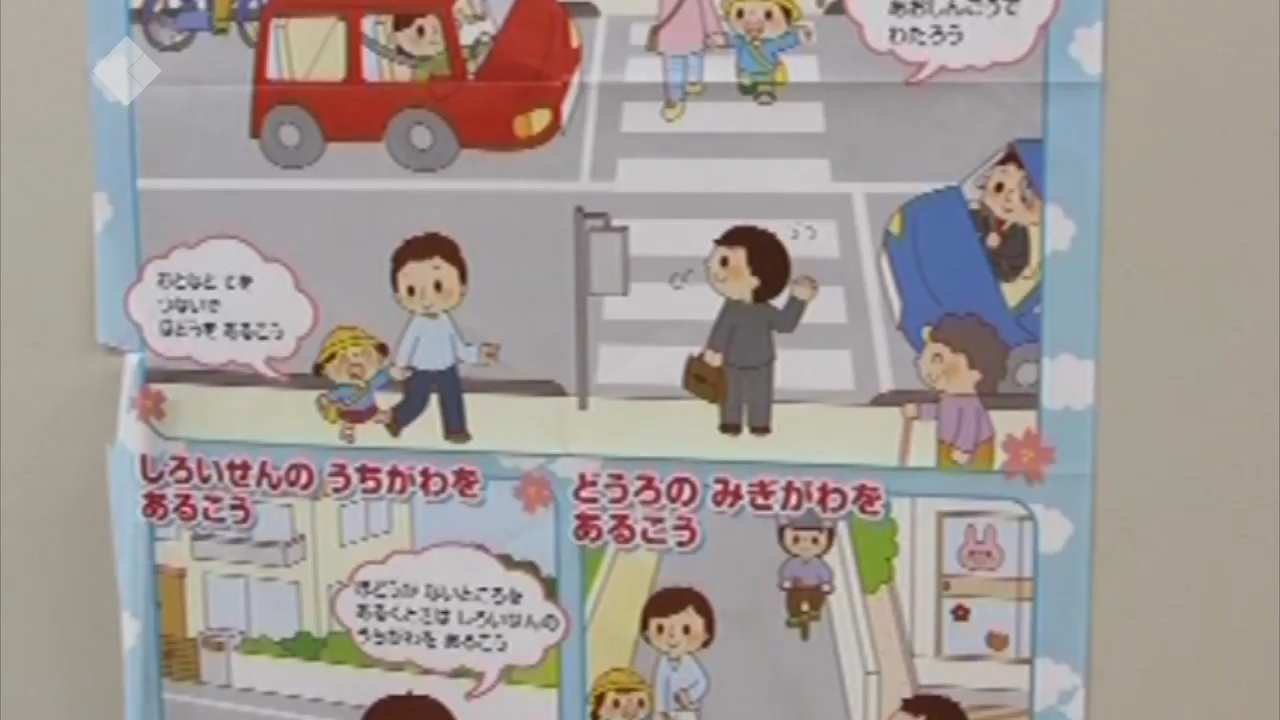 あおしんごうで
わたろう
おとなと てを
つないで
ほどうを あるこう
しろいせんの うちがわを
あるこう
どうろの みぎがわを
あるこう
ほどうが ないところを
あるくときは しろいせんの
うちがわを あるこう